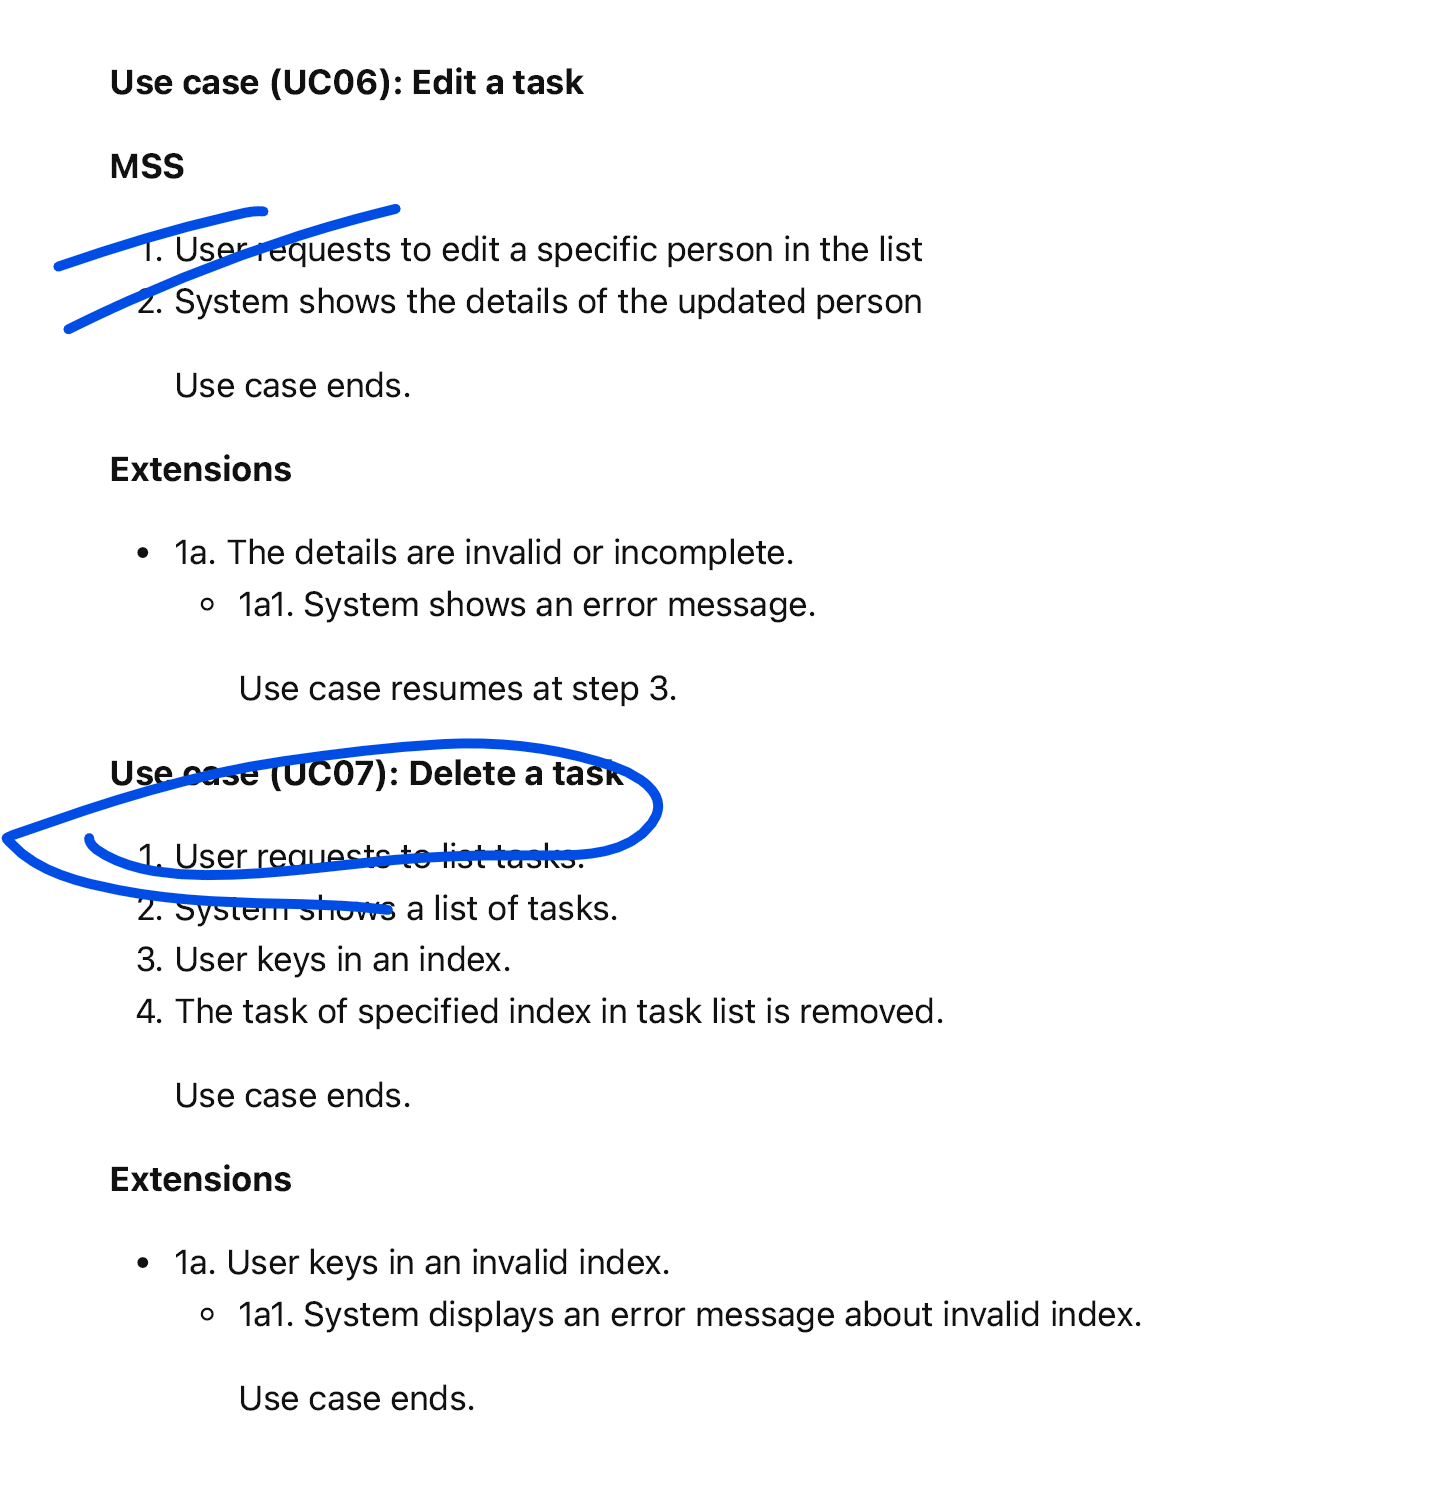 Use case (UC06): Edit a task
MSS
1. User requests to edit a specific person in the list
2. System shows the details of the updated person
Use case ends.
Extensions
• 1a. The details are invalid or incomplete.
◦ 1a1. System shows an error message.
Use case resumes at step 3.
Use case (UC07): Delete a task
1. User requests to list tasks.
2. System shows a list of tasks.
3. User keys in an index.
4. The task of specified index in task list is removed.
Use case ends.
Extensions
• 1a. User keys in an invalid index.
◦ 1a1. System displays an error message about invalid index.
Use case ends.